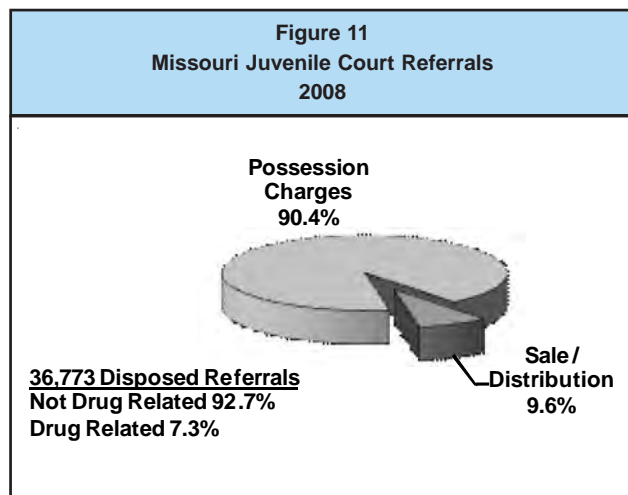 Figure 11
Missouri Juvenile Court Referrals
2008
Possession
Charges
90.4%
Sale/
Distribution
9.6%
36,773 Disposed Referrals
Not Drug Related 92.7%
Drug Related 7.3%